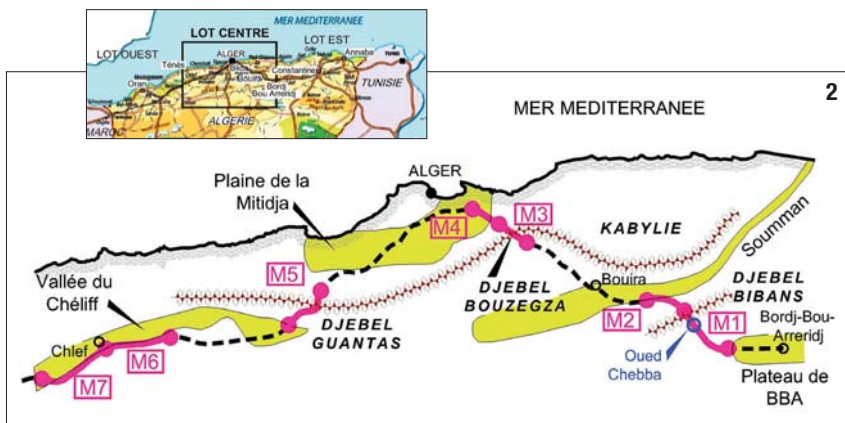 MER MEDITERRANEE
LOT CENTRE
LOT EST
LOT OUEST
ALGER
Annaba
Ténés
Constantine
Oran
Bouira
Bordj
Bou Arreridj
TUNISIE
ALGERIE
MAROC
2
MER MEDITERRANEE
ALGER
Plaine de la
Mitidja
M4
M3
KABYLIE
Soumman
M5
Vallée du
Chéliff
DJEBEL
BOUZEGZA
Bouira
DJEBEL
BIBANS
DJEBEL
GUANTAS
M2
M1
Bordj-Bou-
Arreridj
Chlef
M6
Oued
Chebba
Plateau de
BBA
M7